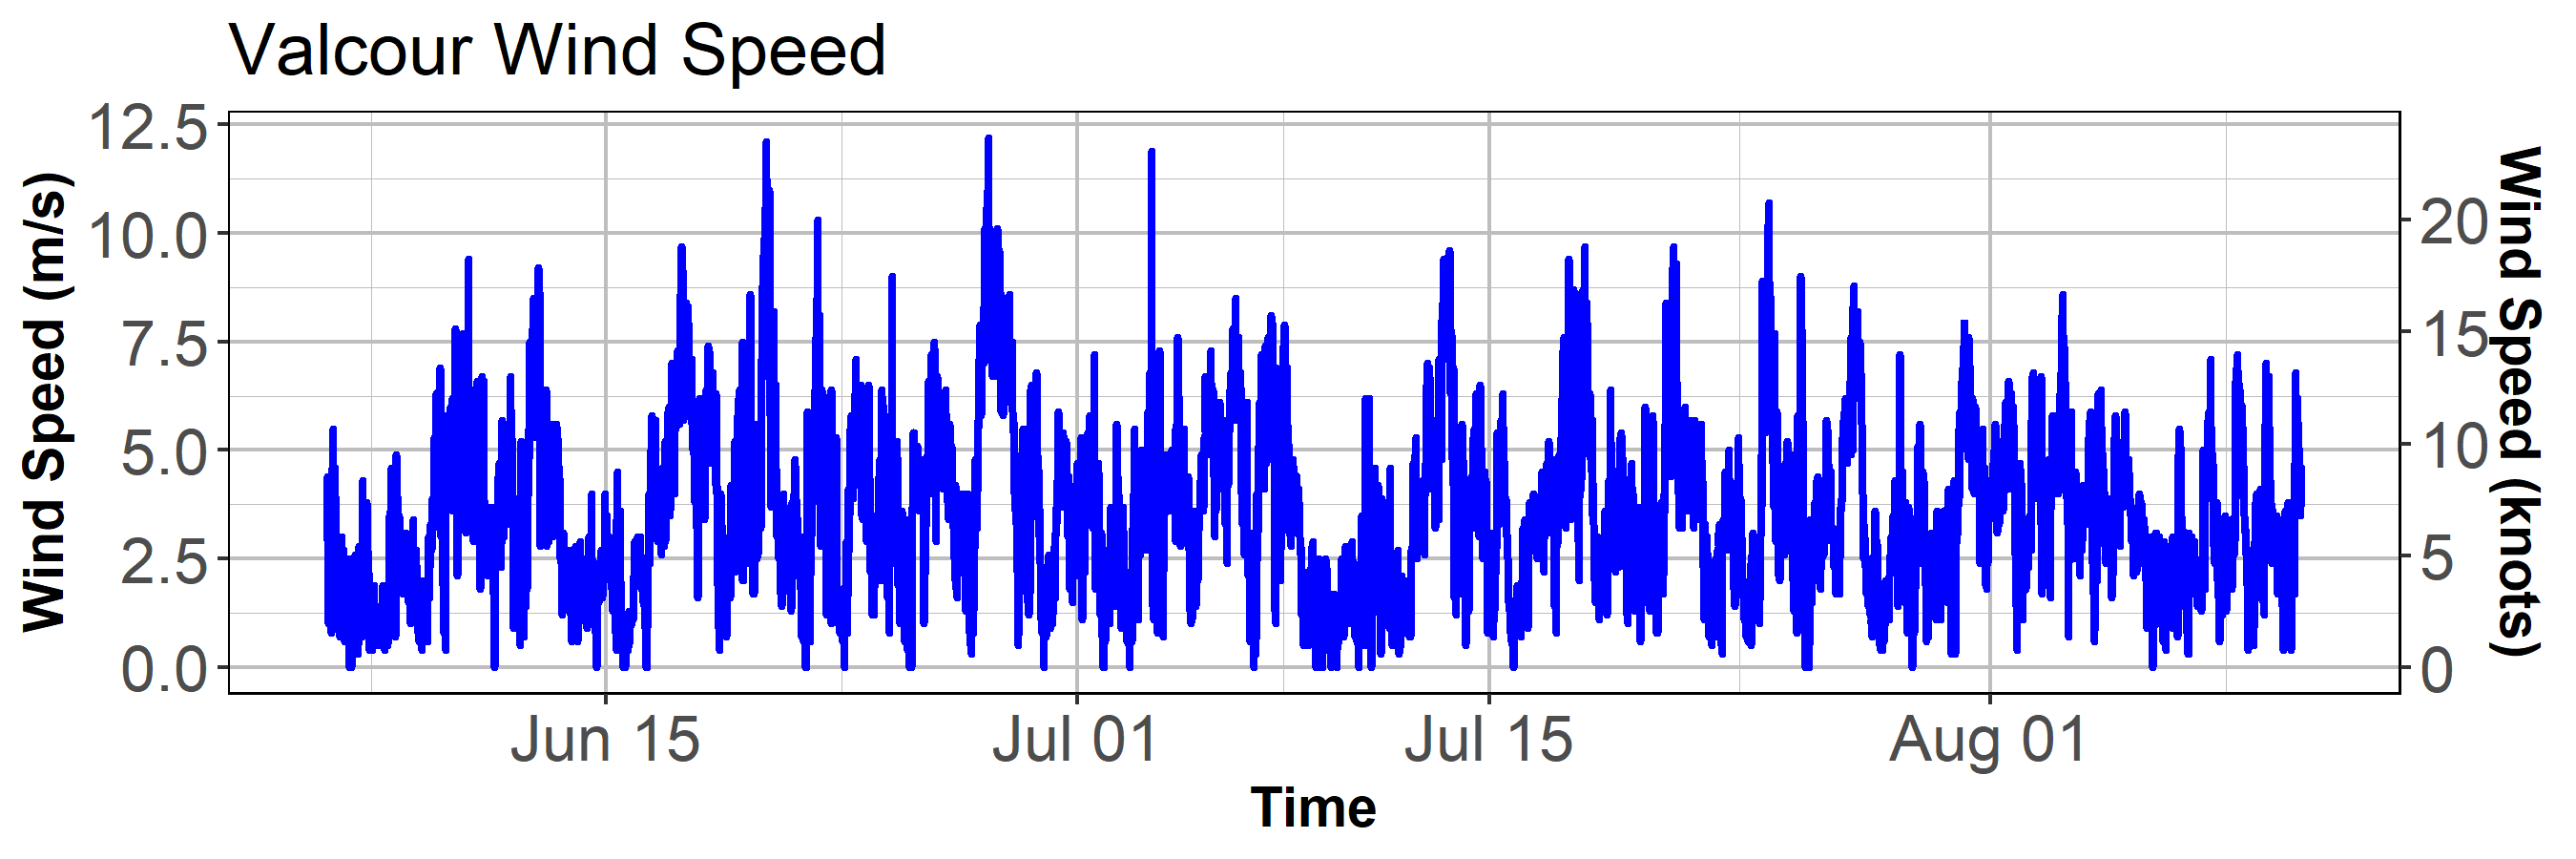 Valcour Wind Speed
12.5
10.0
7.5
5.0
2.5
0.0
Wind Speed (m/s)
20
15
10
5
0
Wind Speed (knots)
Jun 15 Jul 01 Jul 15 Aug 01
Time